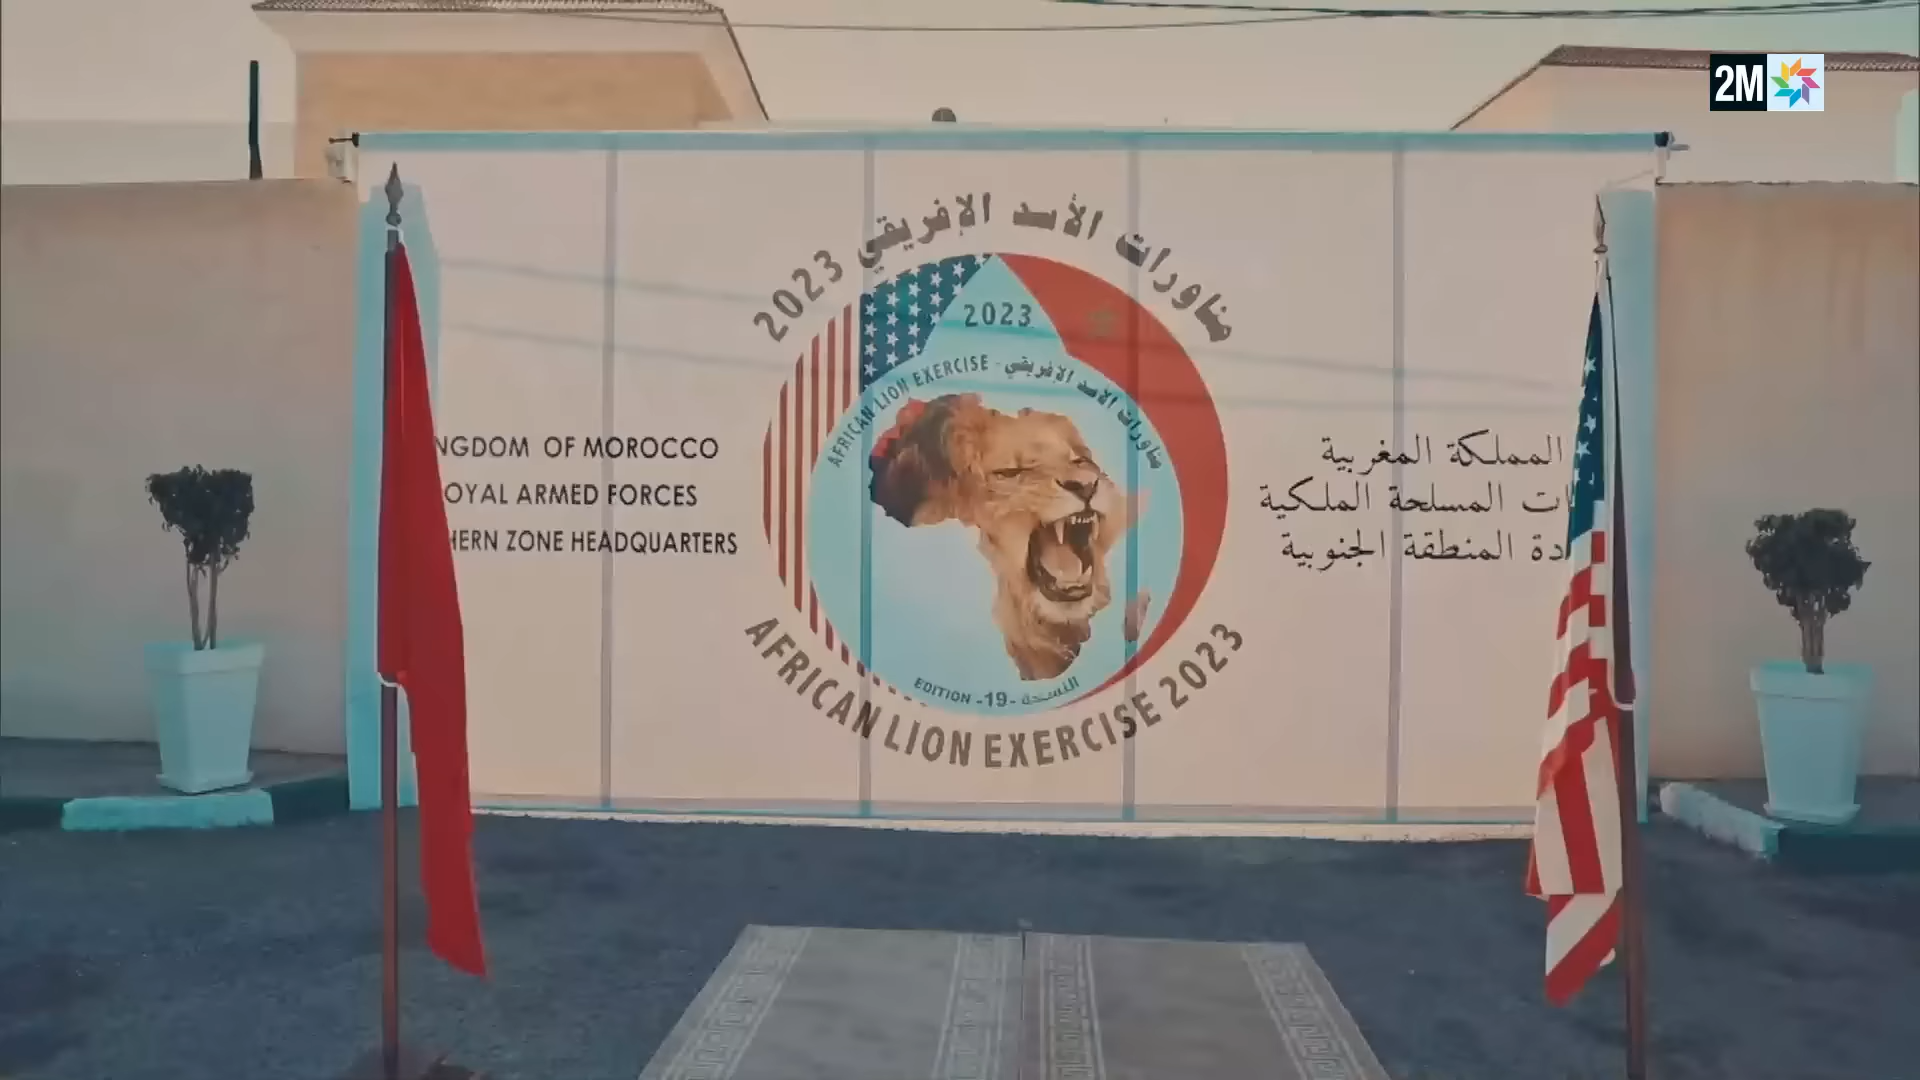 2M
مناورات الأسد الإفريقي 2023
2023
AFRICAN LION EXERCISE - مناورات الأسد الإفريقي
NGDOM OF MOROCCO
OYAL ARMED FORCES
HERN ZONE HEADQUARTERS
المملكة المغربية
ات المسلحة الملكية
دة المنطقة الجنوبية
EDITION -19- النسخة
AFRICAN LION EXERCISE 2023